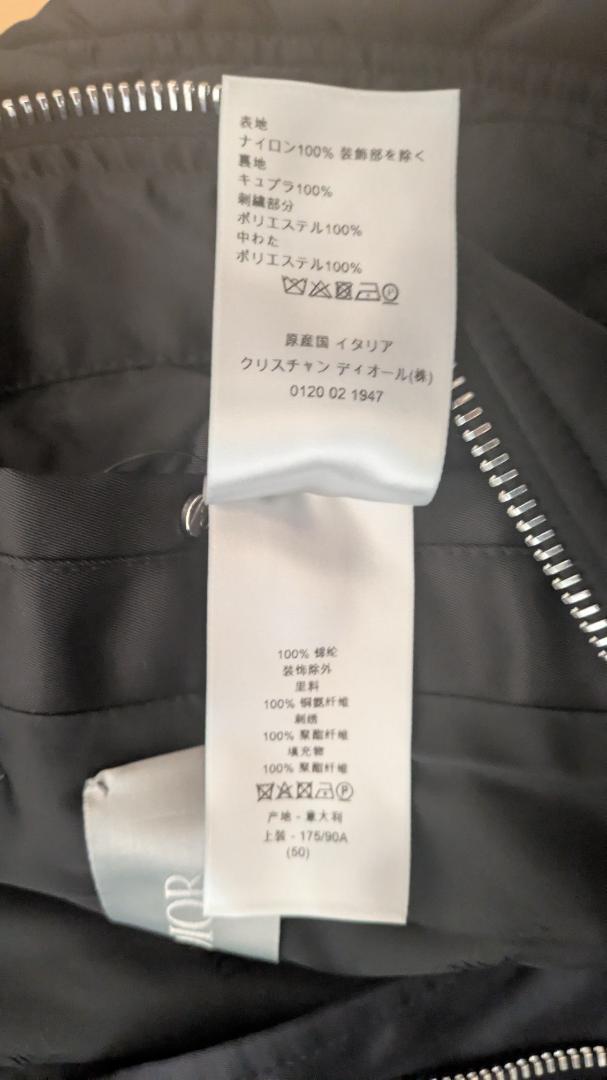 表地
ナイロン100% 装飾部を除く
裏地
キュプラ100%
刺繍部分
ポリエステル100%
中わた
ポリエステル100%
原産国 イタリア
クリスチャン ディオール(株)
0120 02 1947
100% 锦纶
装饰除外
里料
100% 铜氨纤维
刺绣
100% 聚酯纤维
填充物
100% 聚酯纤维
产地 - 意大利
上装 - 175/90A
(50)
DIOR